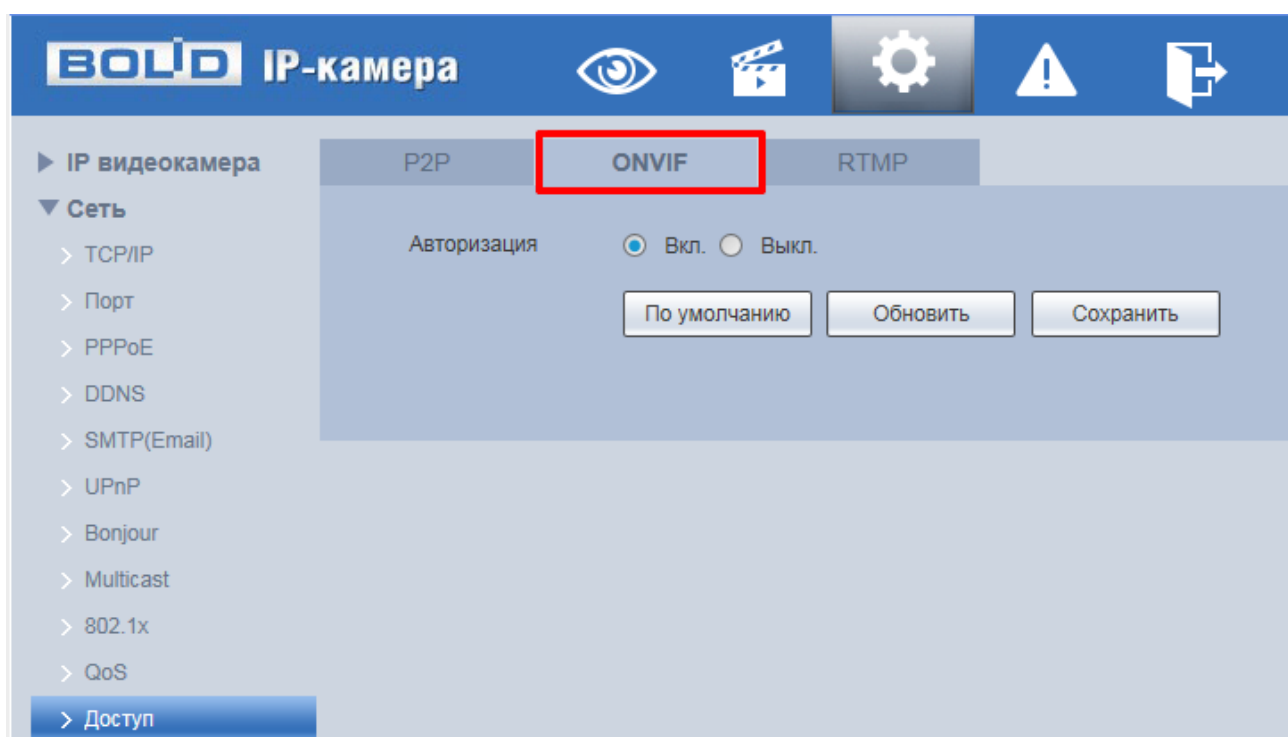 BOLID IP-камера
IP видеокамера
Сеть
TCP/IP
Порт
PPPoE
DDNS
SMTP(Email)
UPnP
Bonjour
Multicast
802.1x
QoS
Доступ
P2P ONVIF RTMP
Авторизация Вкл. Выкл.
По умолчанию Обновить Сохранить